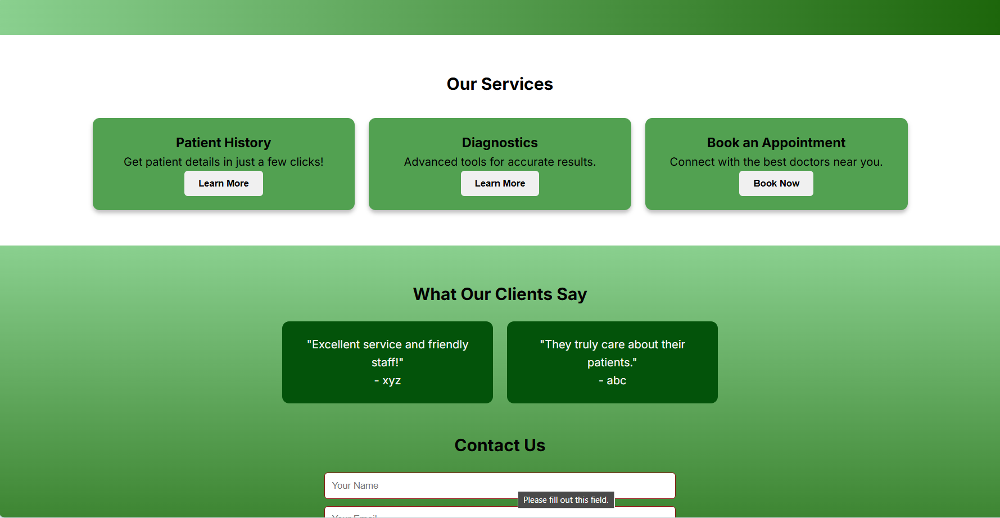 Our Services
Patient History
Get patient details in just a few clicks!
Learn More
Diagnostics
Advanced tools for accurate results.
Learn More
Book an Appointment
Connect with the best doctors near you.
Book Now
What Our Clients Say
"Excellent service and friendly
staff!"
- xyz
"They truly care about their
patients."
- abc
Contact Us
Your Name
Please fill out this field.
Your Email